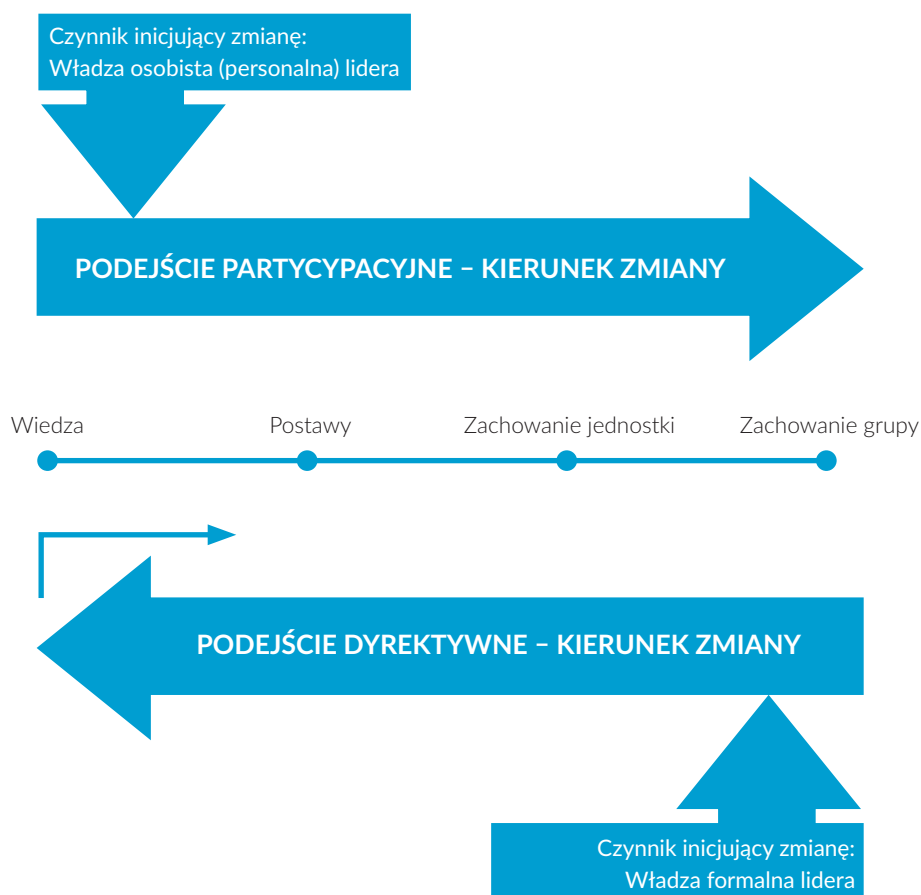 Czynnik inicjujący zmianę:
Władza osobista (personalna) lidera
PODEJŚCIE PARTYCYPACYJNE – KIERUNEK ZMIANY
Wiedza
Postawy
Zachowanie jednostki
Zachowanie grupy
PODEJŚCIE DYREKTYWNE – KIERUNEK ZMIANY
Czynnik inicjujący zmianę:
Władza formalna lidera